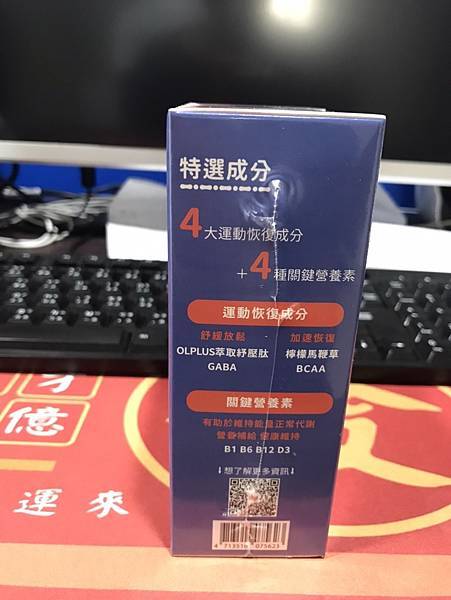 特選成分
4大運動恢復成分
+4種關鍵營養素
運動恢復成分
舒緩放鬆 加速恢復
OLPLUS萃取紓壓肽 檸檬馬鞭草
GABA BCAA
關鍵營養素
有助於維持能量正常代謝
營養補給 健康維持
B1 B6 B12 D3
↓想了解更多資訊↓
075623
億
運來